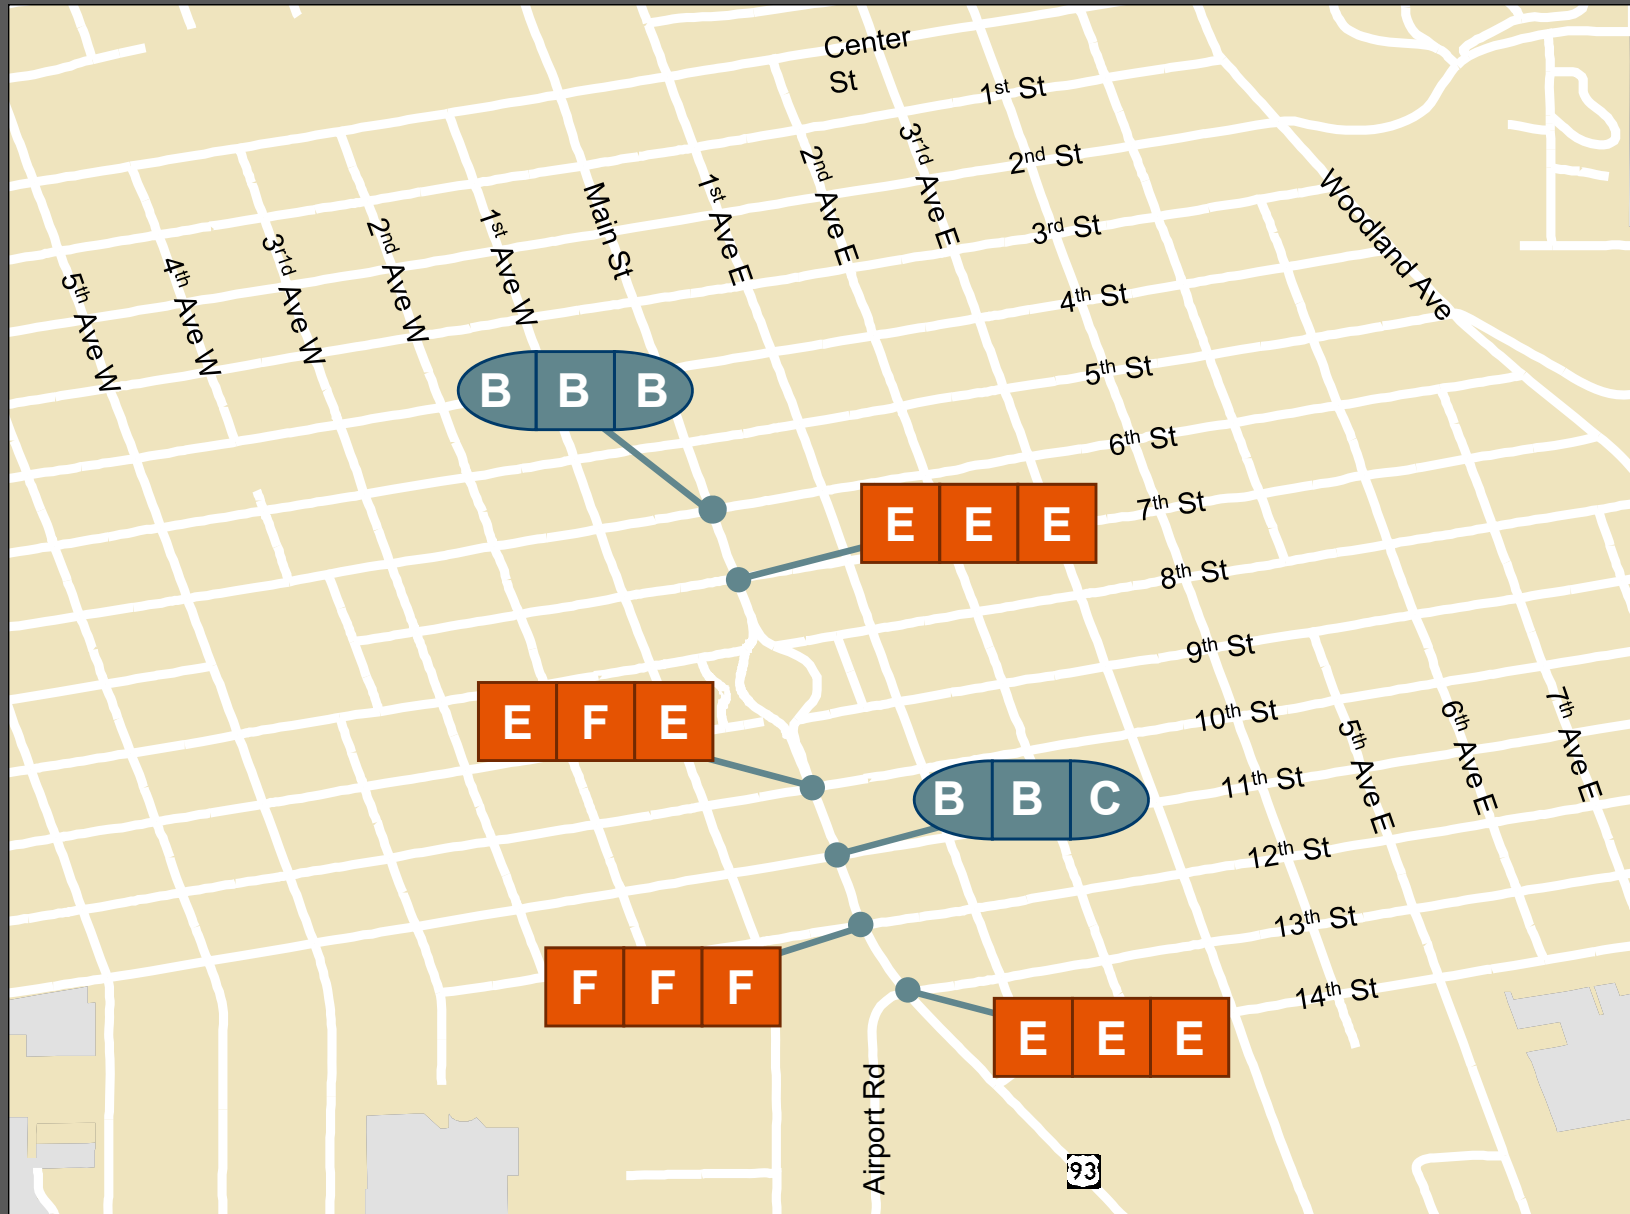 Center
St
1st St
2nd St
3rd St
4th St
5th St
6th St
7th St
8th St
9th St
10th St
11th St
12th St
13th St
14th St
5th Ave W
4th Ave W
3r1d Ave W
2nd Ave W
1st Ave W
Main St
1st Ave E
2nd Ave E
3r1d Ave E
Woodland Ave
B B B
E E E
E F E
B B C
F F F
E E E
5th Ave E
6th Ave E
7th Ave E
Airport Rd
93